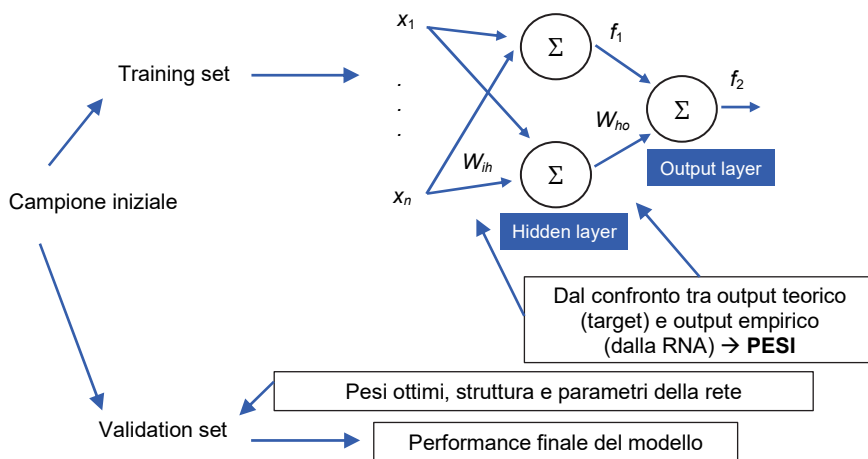 x1
Σ
f1
Training set
f2
.
.
.
Σ
Who
Wih
Output layer
Σ
Campione iniziale
xn
Hidden layer
Dal confronto tra output teorico
(target) e output empirico
(dalla RNA) → PESI
Pesi ottimi, struttura e parametri della rete
Validation set
Performance finale del modello